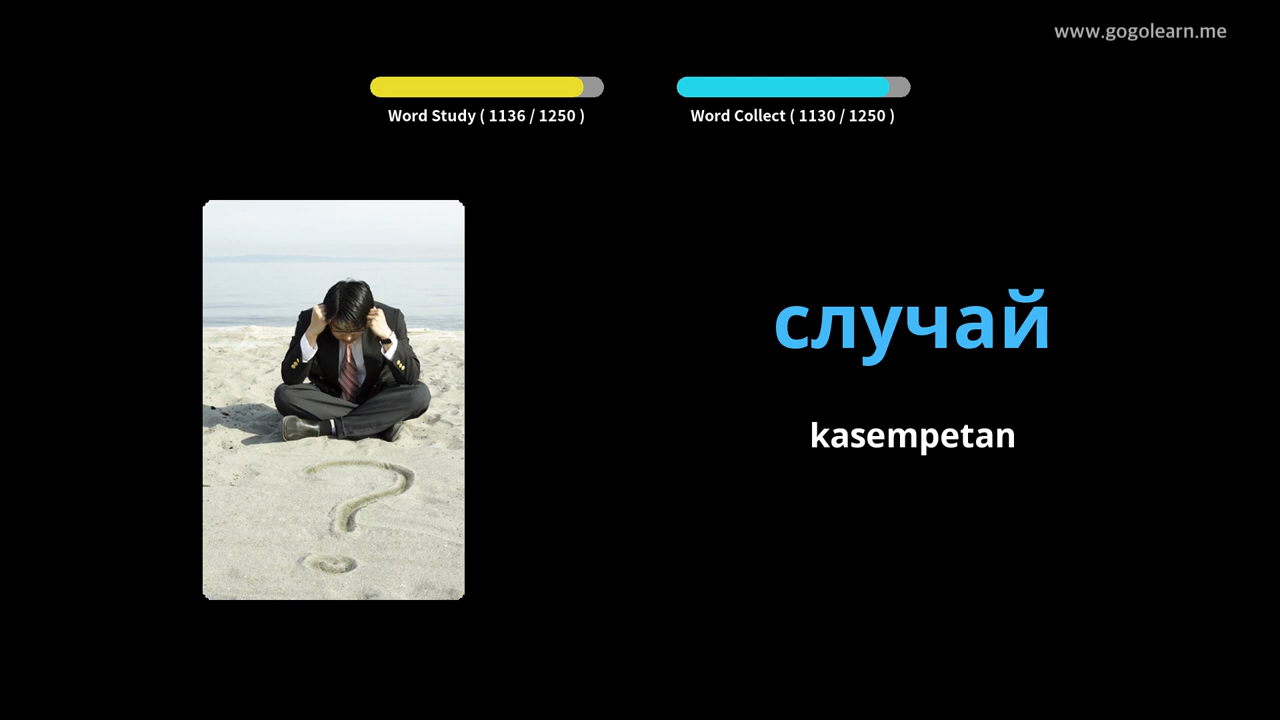 www.gogolearn.me
Word Study ( 1136 / 1250 )
Word Collect ( 1130 / 1250 )
случай
kasempetan
?